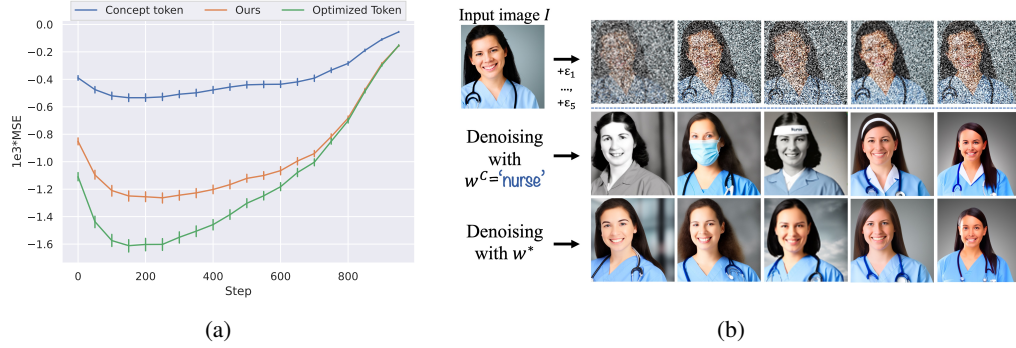 Concept token
Ours
Optimized Token
0.0
−0.2
−0.4
−0.6
−0.8
−1.0
−1.2
−1.4
−1.6
1e3*MSE
0
200
400
600
800
Step
(a)
Input image I
+ε1
...,
+ε5
Denoising
with
wᶜ='nurse'
Nurse
Denoising
with w*
(b)